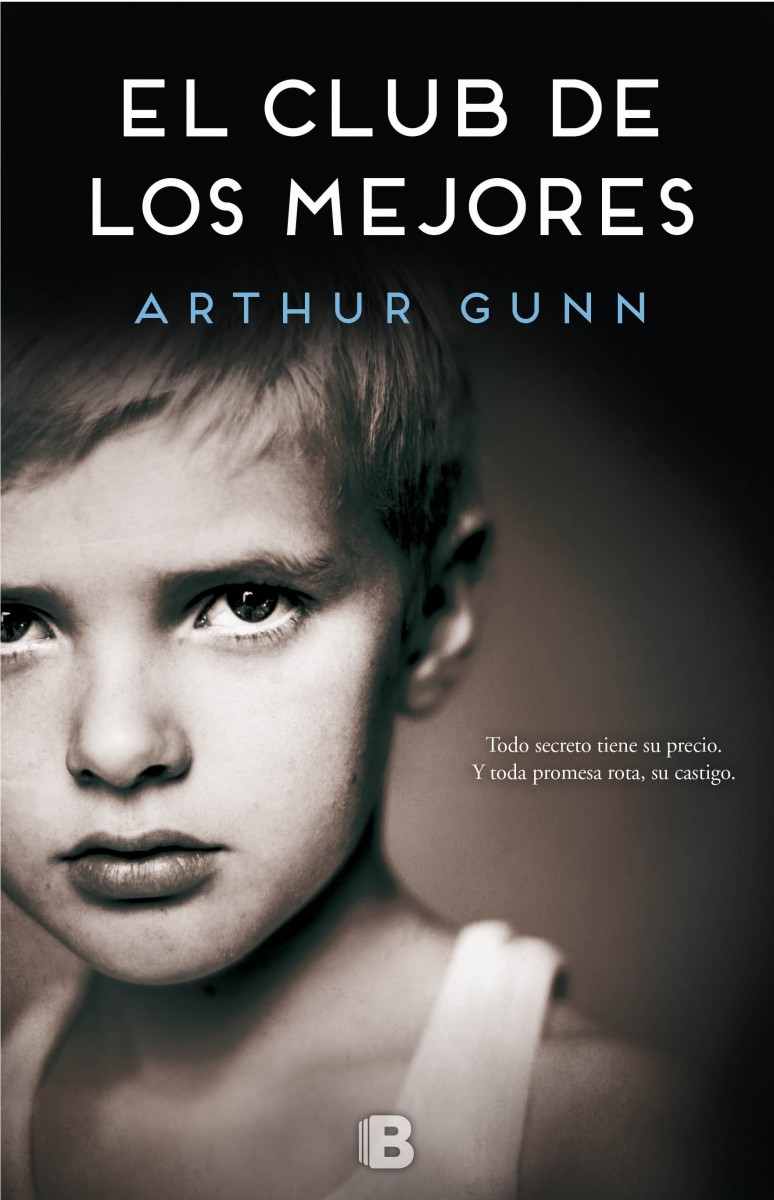 EL CLUB DE
LOS MEJORES
ARTHUR GUNN
Todo secreto tiene su precio.
Y toda promesa rota, su castigo.
B